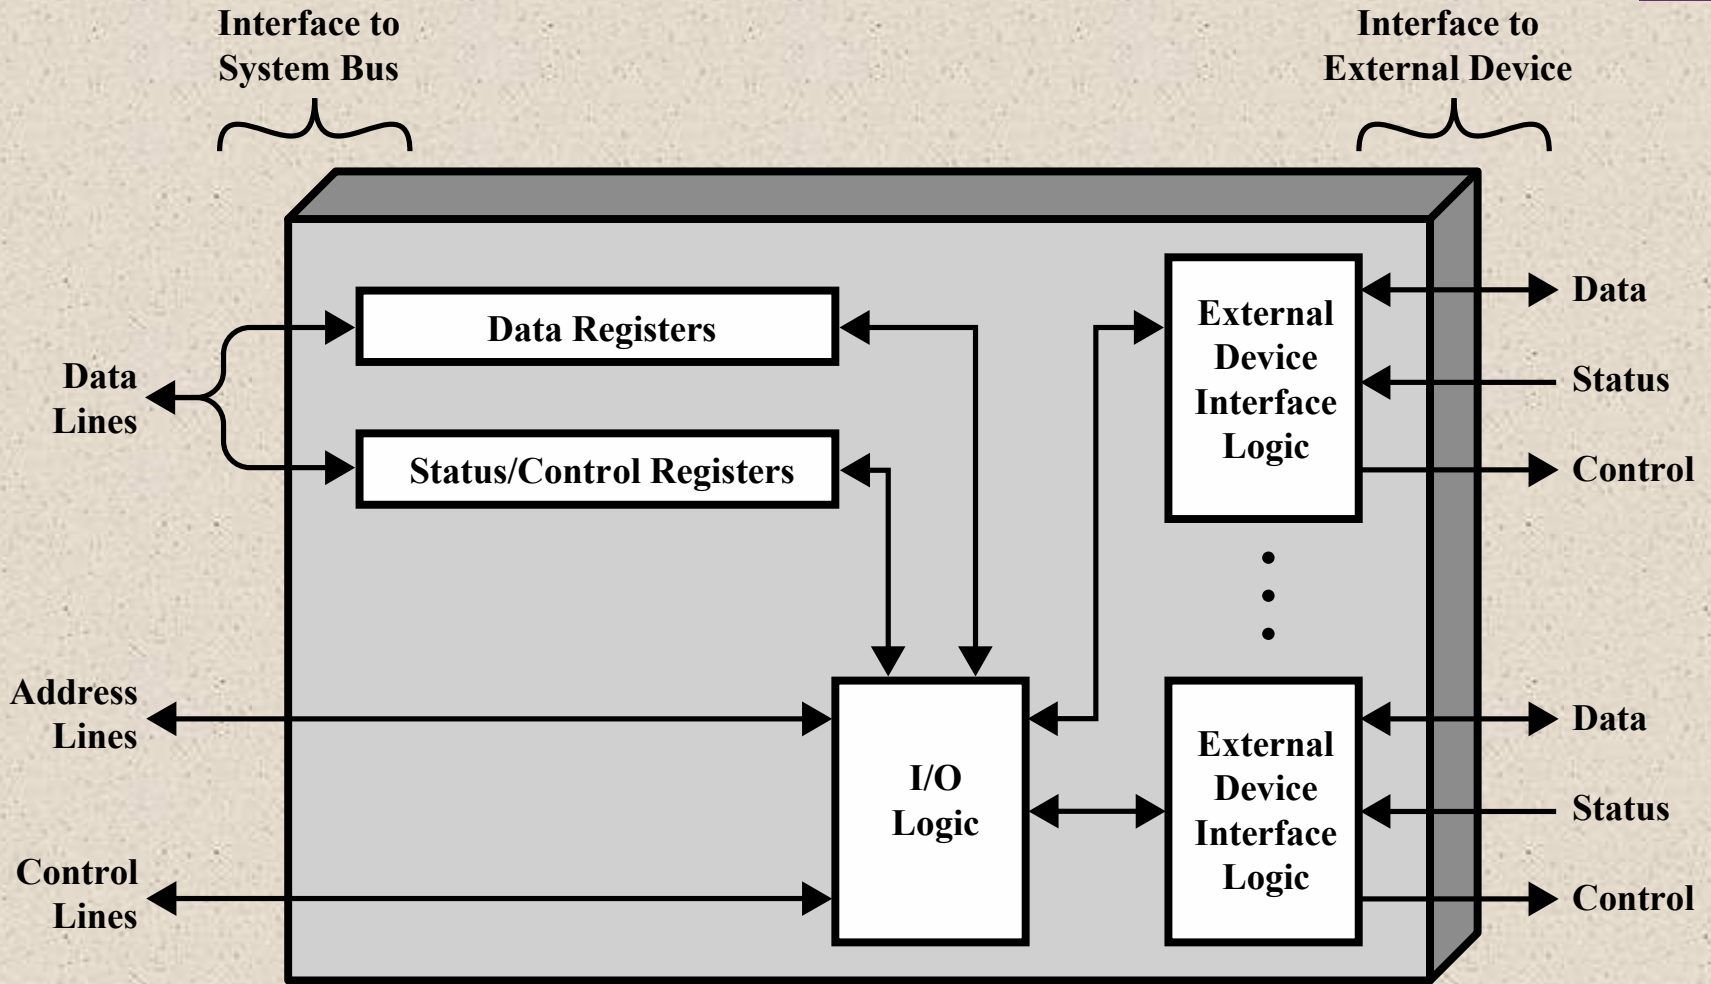 Interface to
System Bus
Interface to
External Device
Data Registers
Status/Control Registers
Data
Lines
Address
Lines
Control
Lines
I/O
Logic
External
Device
Interface
Logic
Data
Status
Control
External
Device
Interface
Logic
Data
Status
Control